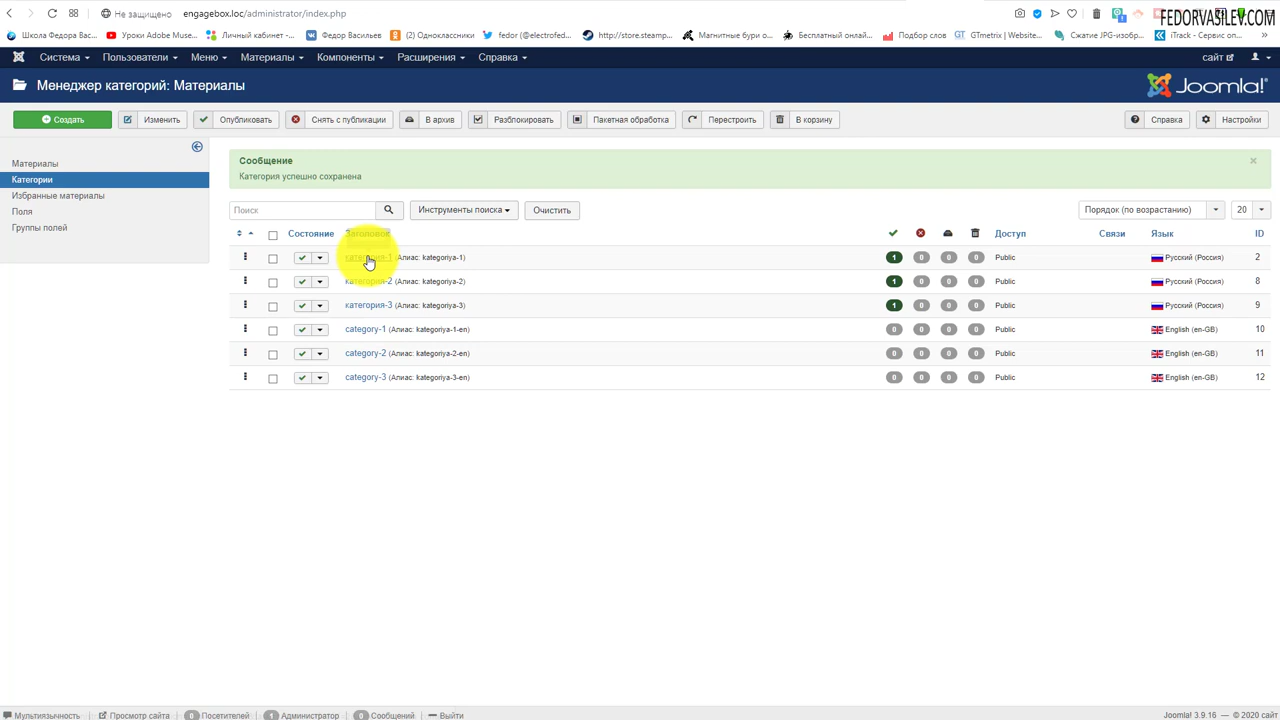 Не защищено engagebox.loc/administrator/index.php
FEDORVASILEV.COM
Школа Федора Вас... Уроки Adobe Muse... Личный кабинет -... Федор Васильев (2) Одноклассники fedor (@electrofed... http://store.steamp... Магнитные бури о... Бесплатный онлай... Подбор слов GTmetrix | Website... Сжатие JPG-изобр... iTrack - Сервис оп...
Система Пользователи Меню Материалы Компоненты Расширения Справка сайт
Менеджер категорий: Материалы Joomla!
Создать Изменить Опубликовать Снять с публикации В архив Разблокировать Пакетная обработка Перестроить В корзину Справка Настройки
Материалы
Категории
Избранные материалы
Поля
Группы полей
Сообщение
Категория успешно сохранена
Поиск Инструменты поиска Очистить Порядок (по возрастанию) 20
Состояние Заголовок Доступ Связи Язык ID
категория-1 (Алиас: kategoriya-1) 1 0 0 0 Public Русский (Россия) 2
категория-2 (Алиас: kategoriya-2) 1 0 0 0 Public Русский (Россия) 8
категория-3 (Алиас: kategoriya-3) 1 0 0 0 Public Русский (Россия) 9
category-1 (Алиас: kategoriya-1-en) 0 0 0 0 Public English (en-GB) 10
category-2 (Алиас: kategoriya-2-en) 0 0 0 0 Public English (en-GB) 11
category-3 (Алиас: kategoriya-3-en) 0 0 0 0 Public English (en-GB) 12
Мультиязычность Просмотр сайта 0 Посетителей 1 Администратор 0 Сообщений Выйти Joomla! 3.9.16 — © 2020 сайт